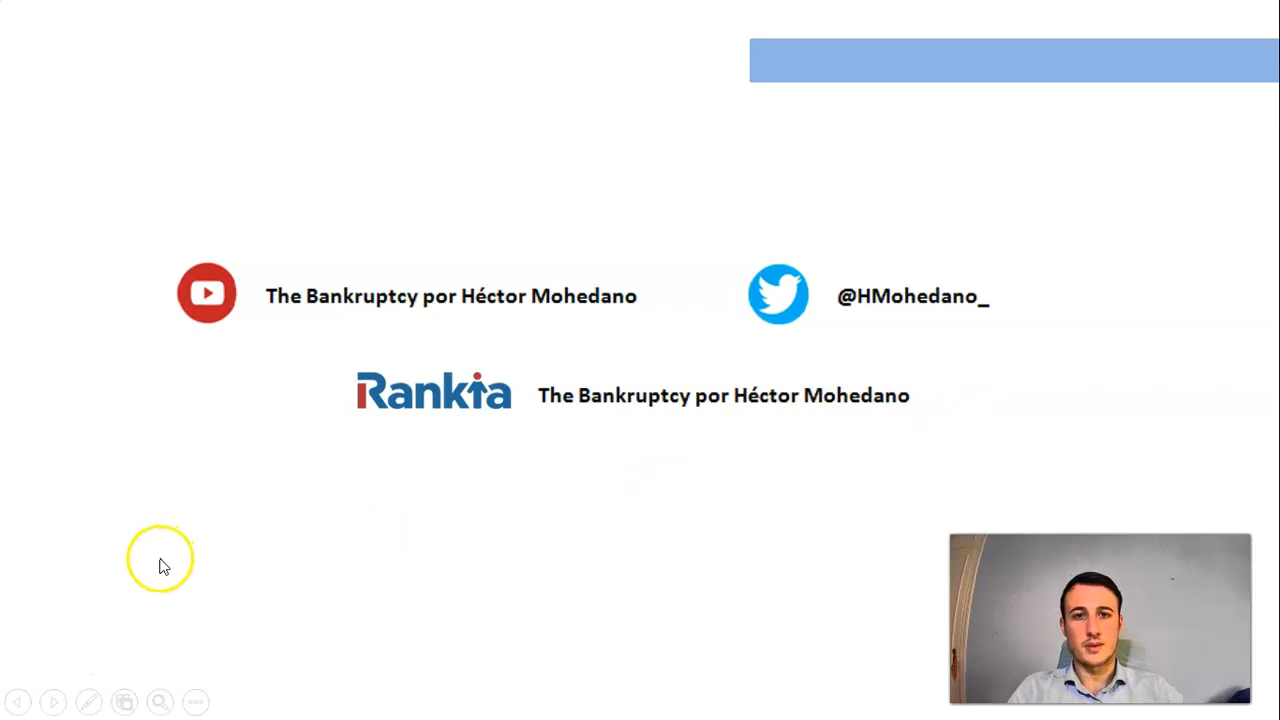 The Bankruptcy por Héctor Mohedano
@HMohedano_
Rankia
The Bankruptcy por Héctor Mohedano